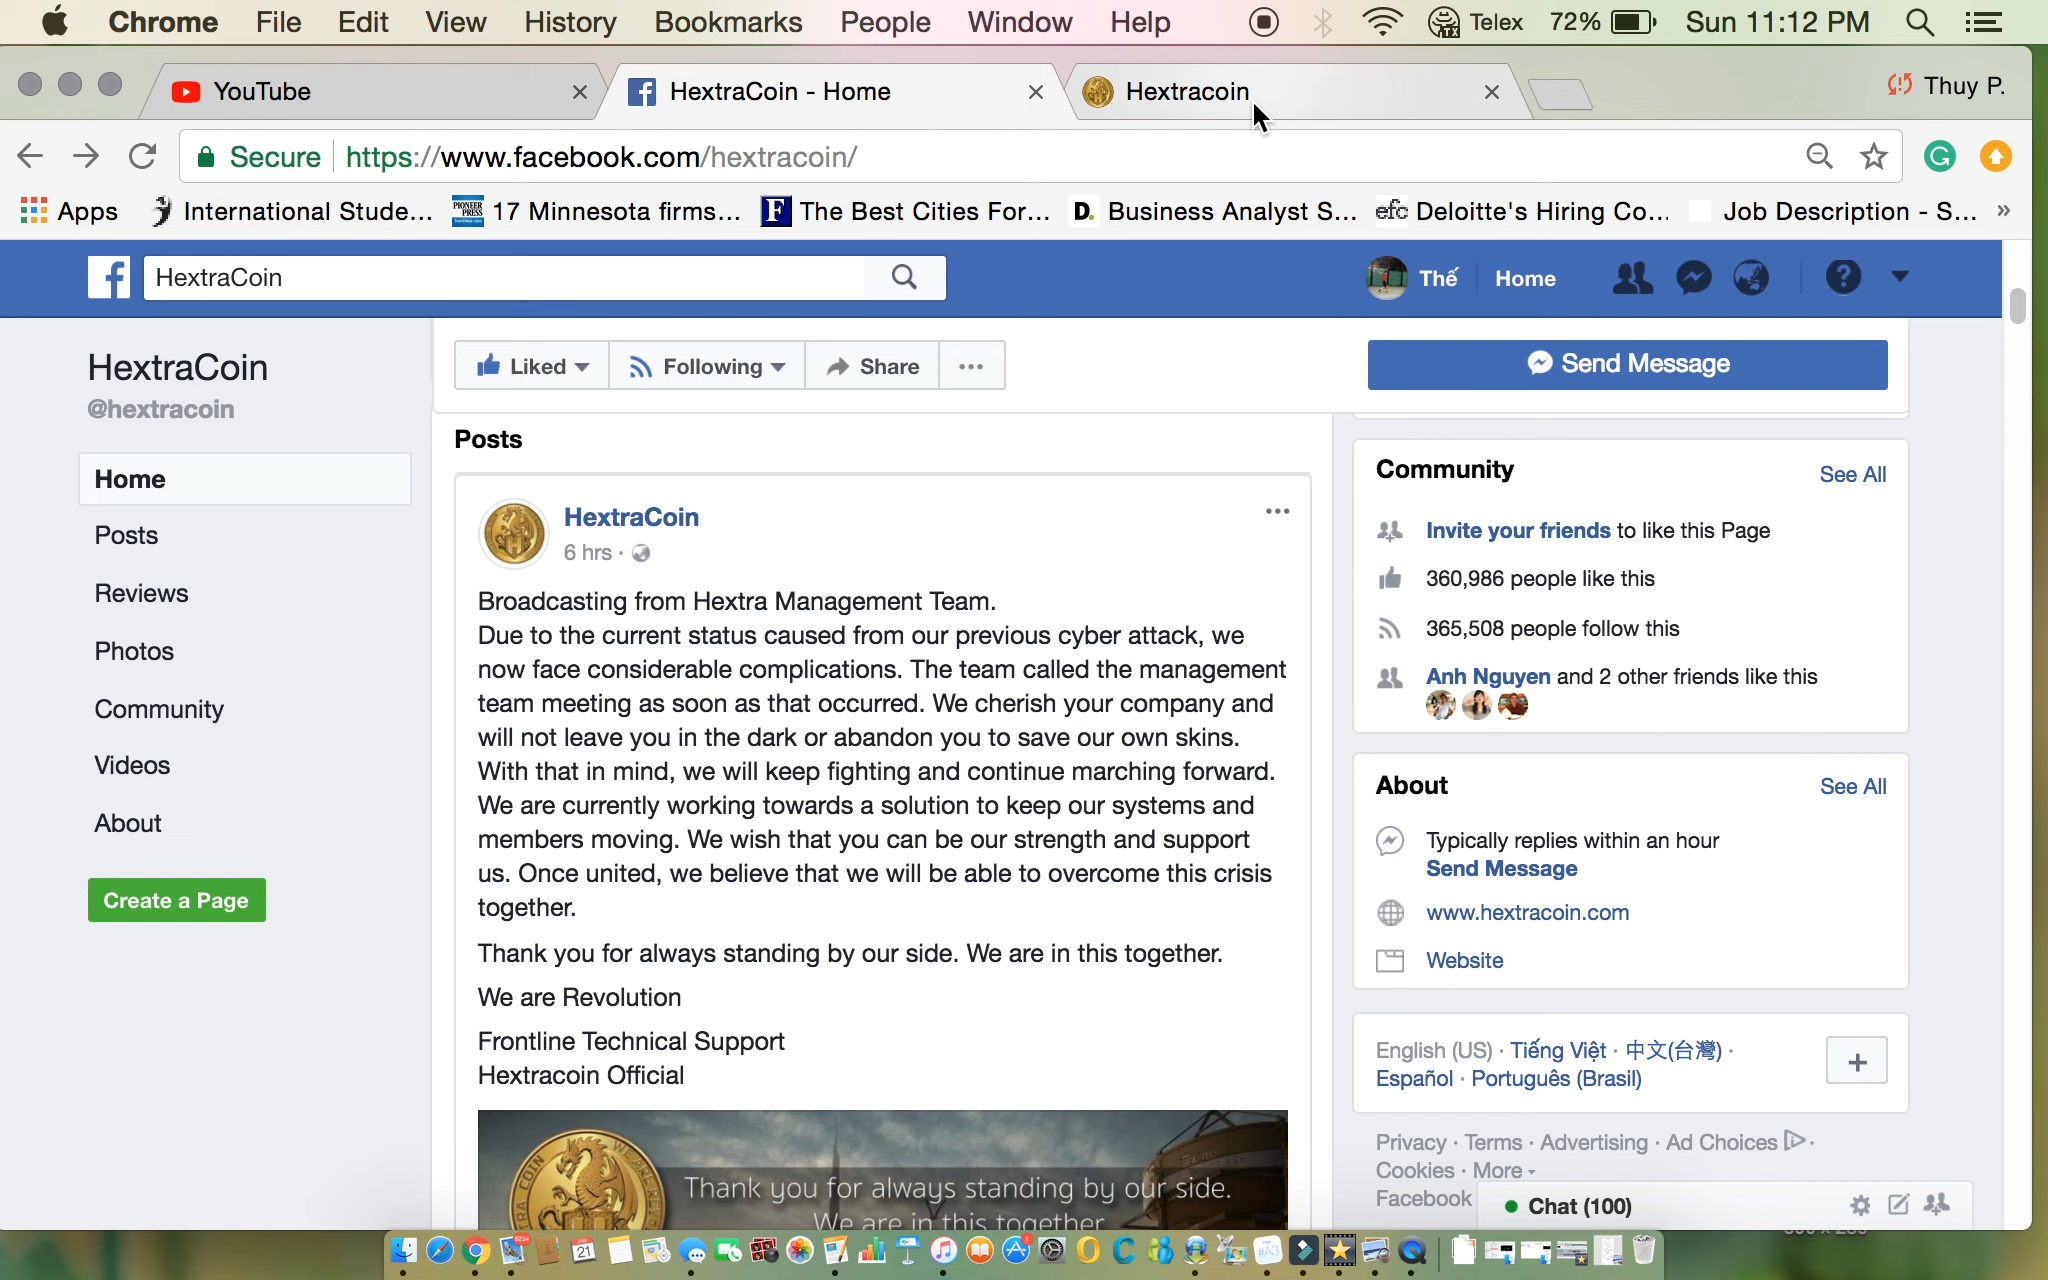 Chrome File Edit View History Bookmarks People Window Help Telex 72% Sun 11:12 PM
YouTube HextraCoin - Home Hextracoin Thuy P.
Secure https://www.facebook.com/hextracoin/
Apps International Stude... 17 Minnesota firms... The Best Cities For... Business Analyst S... Deloitte's Hiring Co... Job Description - S... »
HextraCoin Thế Home
HextraCoin
@hextracoin
Home
Posts
Reviews
Photos
Community
Videos
About
Create a Page
Liked Following Share ...
Send Message
Posts
HextraCoin
6 hrs ·
Broadcasting from Hextra Management Team.
Due to the current status caused from our previous cyber attack, we
now face considerable complications. The team called the management
team meeting as soon as that occurred. We cherish your company and
will not leave you in the dark or abandon you to save our own skins.
With that in mind, we will keep fighting and continue marching forward.
We are currently working towards a solution to keep our systems and
members moving. We wish that you can be our strength and support
us. Once united, we believe that we will be able to overcome this crisis
together.
Thank you for always standing by our side. We are in this together.
We are Revolution
Frontline Technical Support
Hextracoin Official
Thank you for always standing by our side.
We are in this together
Community See All
Invite your friends to like this Page
360,986 people like this
365,508 people follow this
Anh Nguyen and 2 other friends like this
About See All
Typically replies within an hour
Send Message
www.hextracoin.com
Website
English (US) · Tiếng Việt · 中文(台灣) ·
Español · Português (Brasil)
Privacy · Terms · Advertising · Ad Choices ·
Cookies · More
Facebook
Chat (100)